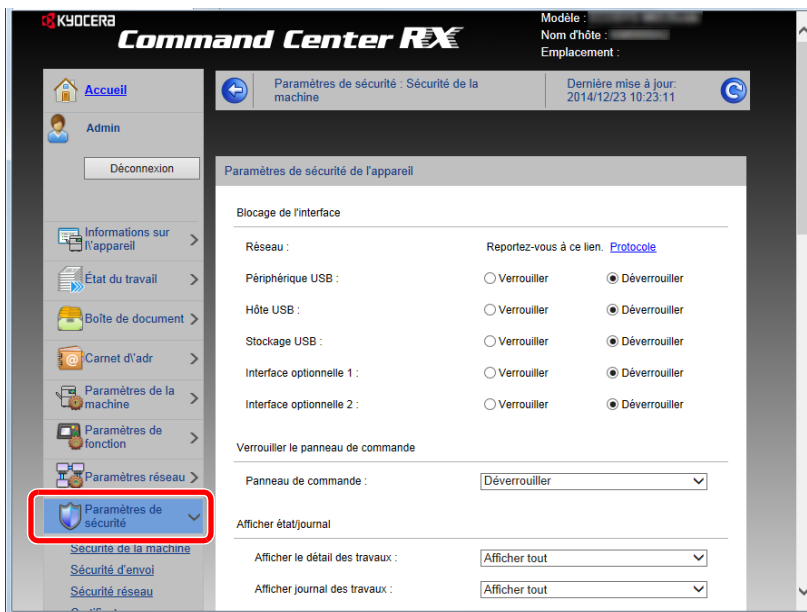 KYOCERA
Command Center RX
Modèle :
Nom d'hôte :
Emplacement :
Accueil
Admin
Déconnexion
Paramètres de sécurité : Sécurité de la
machine
Dernière mise à jour:
2014/12/23 10:23:11
Informations sur
l\'appareil
État du travail
Boîte de document
Carnet d\'adr
Paramètres de la
machine
Paramètres de
fonction
Paramètres réseau
Paramètres de
sécurité
Sécurité de la machine
Sécurité d'envoi
Sécurité réseau
Paramètres de sécurité de l'appareil
Blocage de l'interface
Réseau : Reportez-vous à ce lien. Protocole
Périphérique USB : Verrouiller Déverrouiller
Hôte USB : Verrouiller Déverrouiller
Stockage USB : Verrouiller Déverrouiller
Interface optionnelle 1 : Verrouiller Déverrouiller
Interface optionnelle 2 : Verrouiller Déverrouiller
Verrouiller le panneau de commande
Panneau de commande : Déverrouiller
Afficher état/journal
Afficher le détail des travaux : Afficher tout
Afficher journal des travaux : Afficher tout